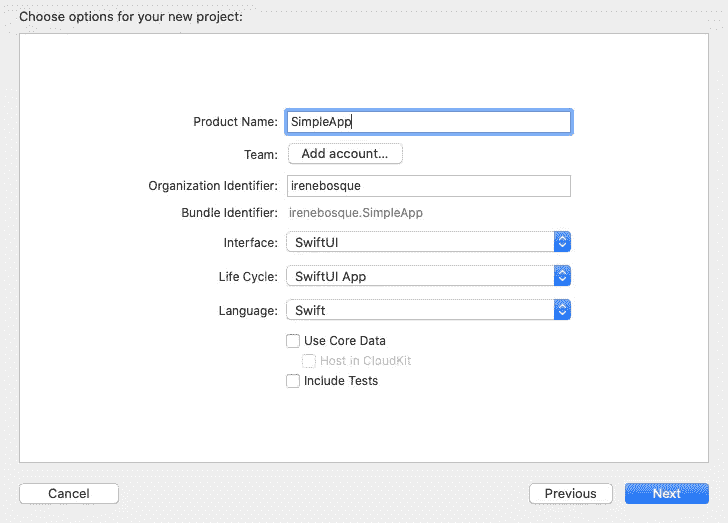 Choose options for your new project:
Product Name: SimpleApp
Team: Add account...
Organization Identifier: irenebosque
Bundle Identifier: irenebosque.SimpleApp
Interface: SwiftUI
Life Cycle: SwiftUI App
Language: Swift
Use Core Data
Host in CloudKit
Include Tests
Cancel Previous Next